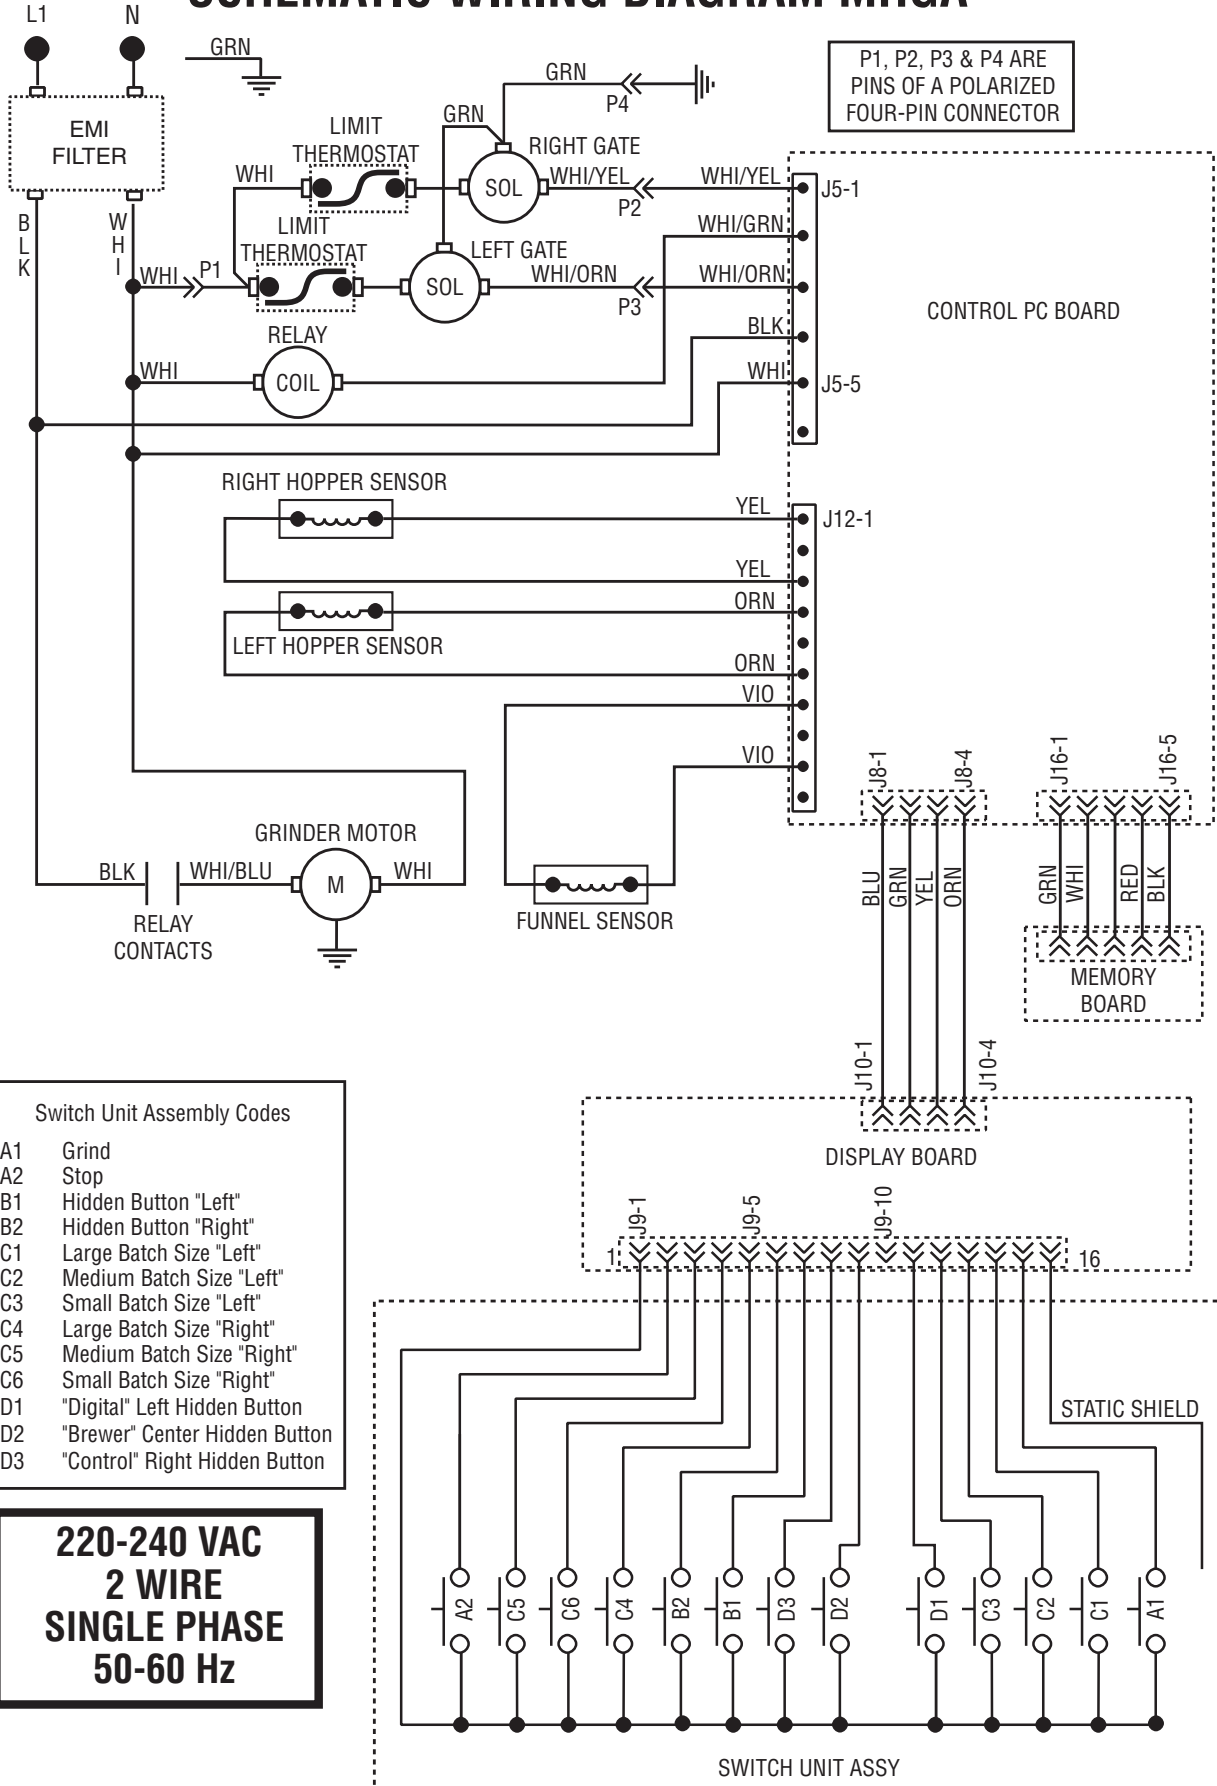 SCHEMATIC WIRING DIAGRAM MHGA
L1
N
GRN
EMI
FILTER
BLK
WHI
GRN
P4
GRN
P1, P2, P3 & P4 ARE
PINS OF A POLARIZED
FOUR-PIN CONNECTOR
LIMIT
THERMOSTAT
WHI
RIGHT GATE
SOL
WHI/YEL
P2
WHI/YEL
J5-1
WHI/GRN
LIMIT
THERMOSTAT
WHI
P1
LEFT GATE
SOL
WHI/ORN
P3
WHI/ORN
CONTROL PC BOARD
BLK
RELAY
WHI
COIL
WHI
J5-5
RIGHT HOPPER SENSOR
YEL
J12-1
YEL
ORN
LEFT HOPPER SENSOR
ORN
VIO
VIO
J8-1
J8-4
J16-1
J16-5
GRINDER MOTOR
BLK
WHI/BLU
M
WHI
RELAY
CONTACTS
FUNNEL SENSOR
BLU
GRN
YEL
ORN
GRN
WHI
RED
BLK
MEMORY
BOARD
J10-1
J10-4
DISPLAY BOARD
J9-1
J9-5
J9-10
1
16
Switch Unit Assembly Codes
A1 Grind
A2 Stop
B1 Hidden Button "Left"
B2 Hidden Button "Right"
C1 Large Batch Size "Left"
C2 Medium Batch Size "Left"
C3 Small Batch Size "Left"
C4 Large Batch Size "Right"
C5 Medium Batch Size "Right"
C6 Small Batch Size "Right"
D1 "Digital" Left Hidden Button
D2 "Brewer" Center Hidden Button
D3 "Control" Right Hidden Button
STATIC SHIELD
220-240 VAC
2 WIRE
SINGLE PHASE
50-60 Hz
A2
C5
C6
C4
B2
B1
D3
D2
D1
C3
C2
C1
A1
SWITCH UNIT ASSY